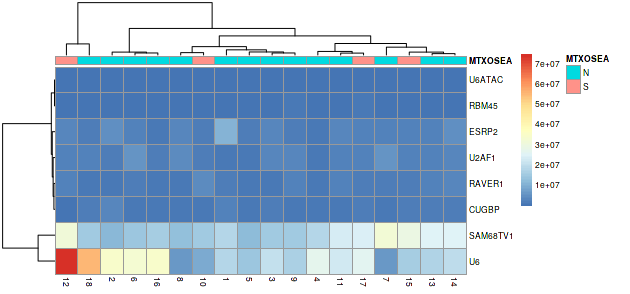 MTXOSEA
U6ATAC
RBM45
ESRP2
U2AF1
RAVER1
CUGBP
SAM68TV1
U6
12 18 2 6 16 8 10 1 5 3 9 4 11 17 7 15 13 14
7e+07
6e+07
5e+07
4e+07
3e+07
2e+07
1e+07
MTXOSEA
N
S